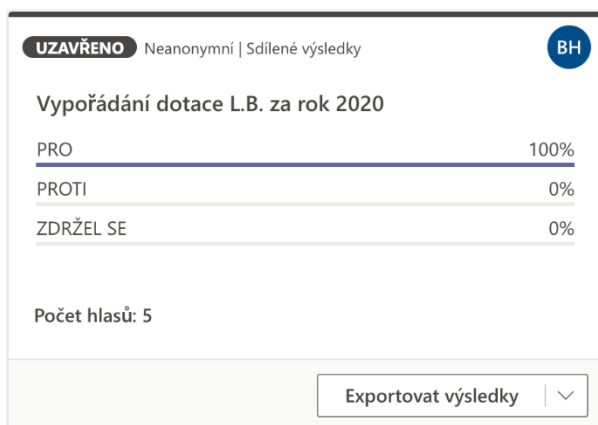 UZAVŘENO Neanonymní | Sdílené výsledky BH
Vypořádání dotace L.B. za rok 2020
PRO 100%
PROTI 0%
ZDRŽEL SE 0%
Počet hlasů: 5
Exportovat výsledky